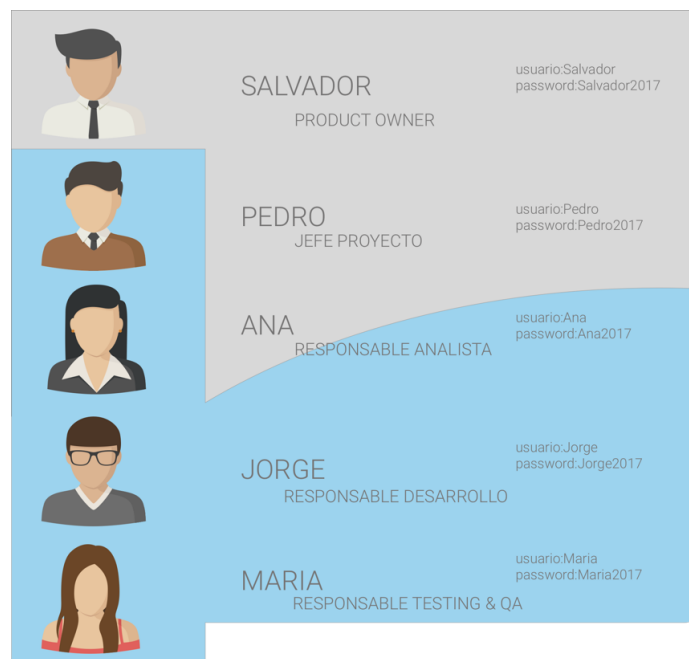 SALVADOR
PRODUCT OWNER
usuario:Salvador
password:Salvador2017
PEDRO
JEFE PROYECTO
usuario:Pedro
password:Pedro2017
ANA
RESPONSABLE ANALISTA
usuario:Ana
password:Ana2017
JORGE
RESPONSABLE DESARROLLO
usuario:Jorge
password:Jorge2017
MARIA
RESPONSABLE TESTING & QA
usuario:Maria
password:Maria2017